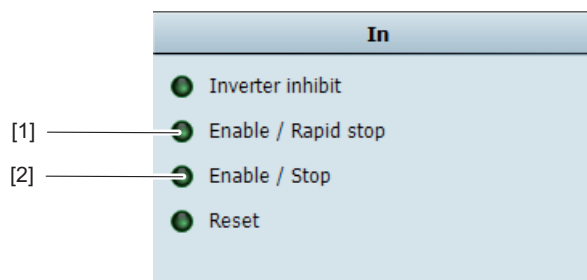 In
Inverter inhibit
[1] Enable / Rapid stop
[2] Enable / Stop
Reset